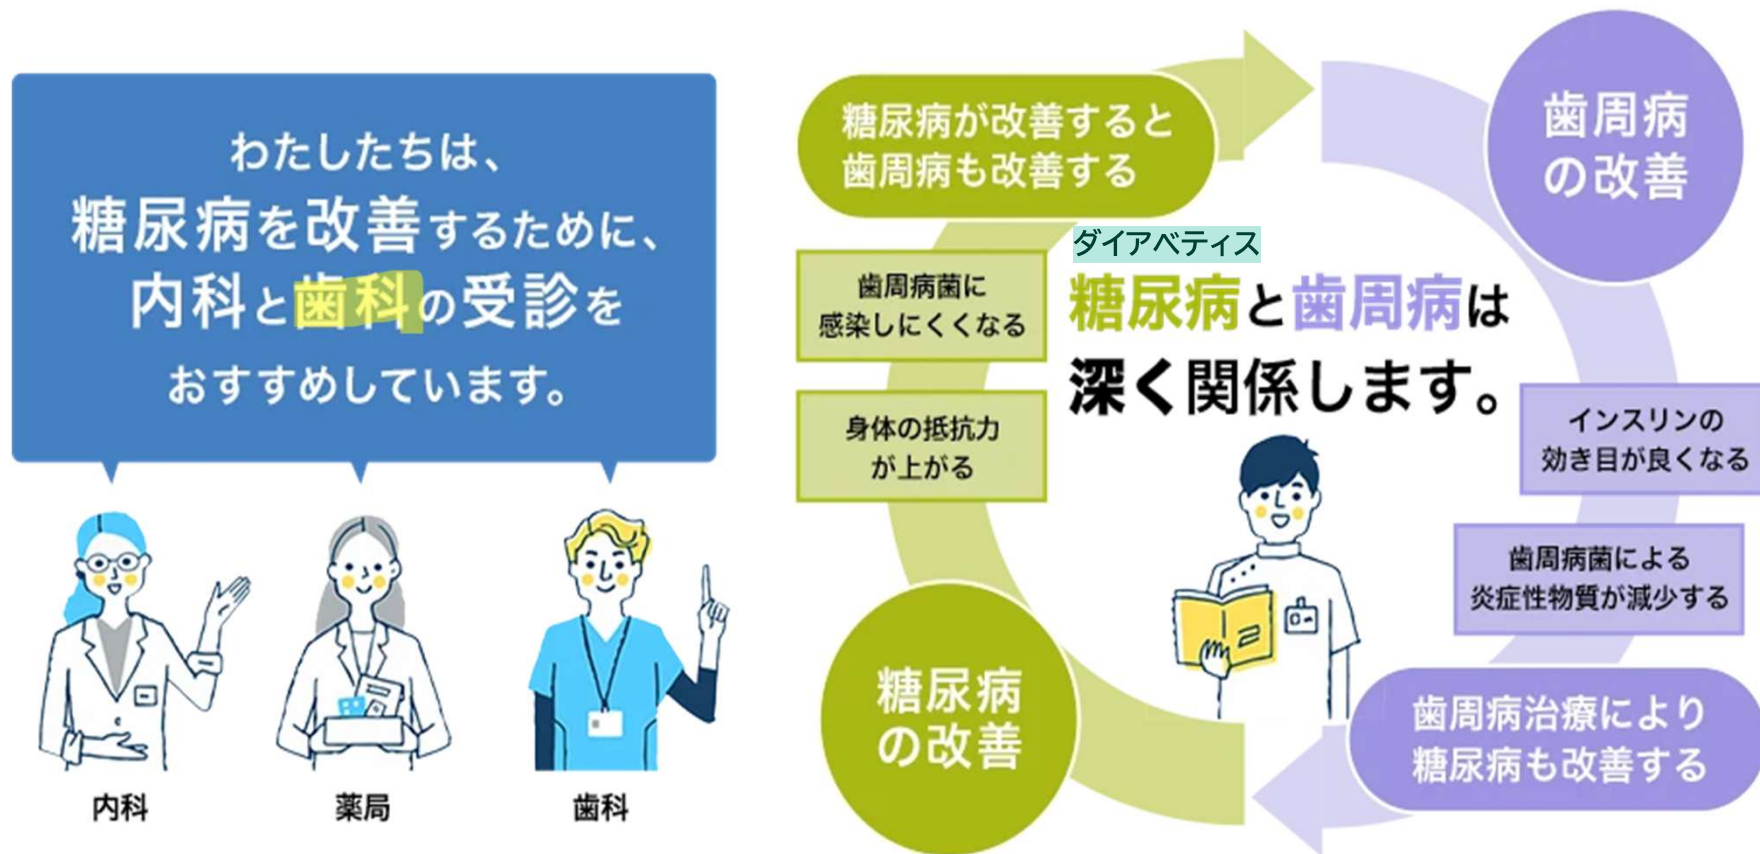 わたしたちは、
糖尿病を改善するために、
内科と歯科の受診を
おすすめしています。
内科
薬局
歯科
糖尿病が改善すると
歯周病も改善する
歯周病
の改善
ダイアベティス
糖尿病と歯周病は
深く関係します。
歯周病菌に
感染しにくくなる
身体の抵抗力
が上がる
インスリンの
効き目が良くなる
歯周病菌による
炎症性物質が減少する
糖尿病
の改善
歯周病治療により
糖尿病も改善する